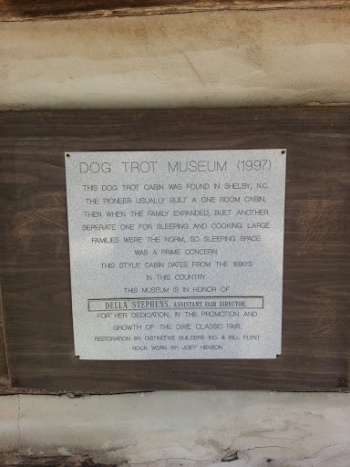 DOG TROT MUSEUM (1997)
THIS DOG TROT CABIN WAS FOUND IN SHELBY, N.C.
THE PIONEER USUALLY BUILT A ONE ROOM CABIN,
THEN WHEN THE FAMILY EXPANDED, BUILT ANOTHER
SEPERATE ONE FOR SLEEPING AND COOKING. LARGE
FAMILIES WERE THE NORM, SO SLEEPING SPACE
WAS A PRIME CONCERN.
THIS STYLE CABIN DATES FROM THE 1690'S
IN THIS COUNTRY.
THIS MUSEUM IS IN HONOR OF
DELLA STEPHENS, ASSISTANT FAIR DIRECTOR,
FOR HER DEDICATION, IN THE PROMOTION AND
GROWTH OF THE DIXIE CLASSIC FAIR.
RESTORATION BY: DISTINCTIVE BUILDERS INC. & BILL FLYNT
ROCK WORK BY: JOEY HENSON